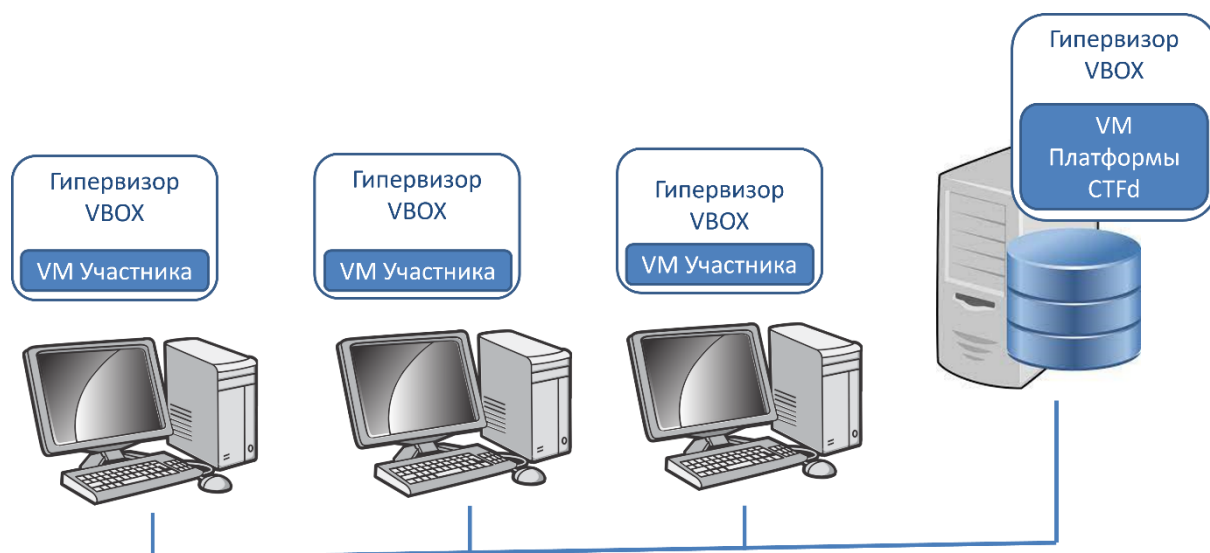 Гипервизор
VBOX
VM Участника
Гипервизор
VBOX
VM Участника
Гипервизор
VBOX
VM Участника
Гипервизор
VBOX
VM
Платформы
CTFd